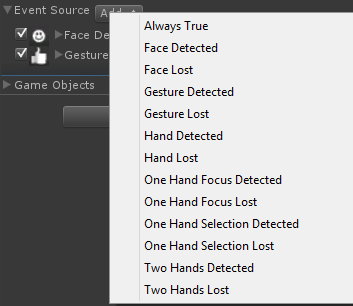 Event Source Add
Always True
Face De
Face Detected
Face Lost
Gesture
Gesture Detected
Game Objects
Gesture Lost
Hand Detected
Hand Lost
One Hand Focus Detected
One Hand Focus Lost
One Hand Selection Detected
One Hand Selection Lost
Two Hands Detected
Two Hands Lost